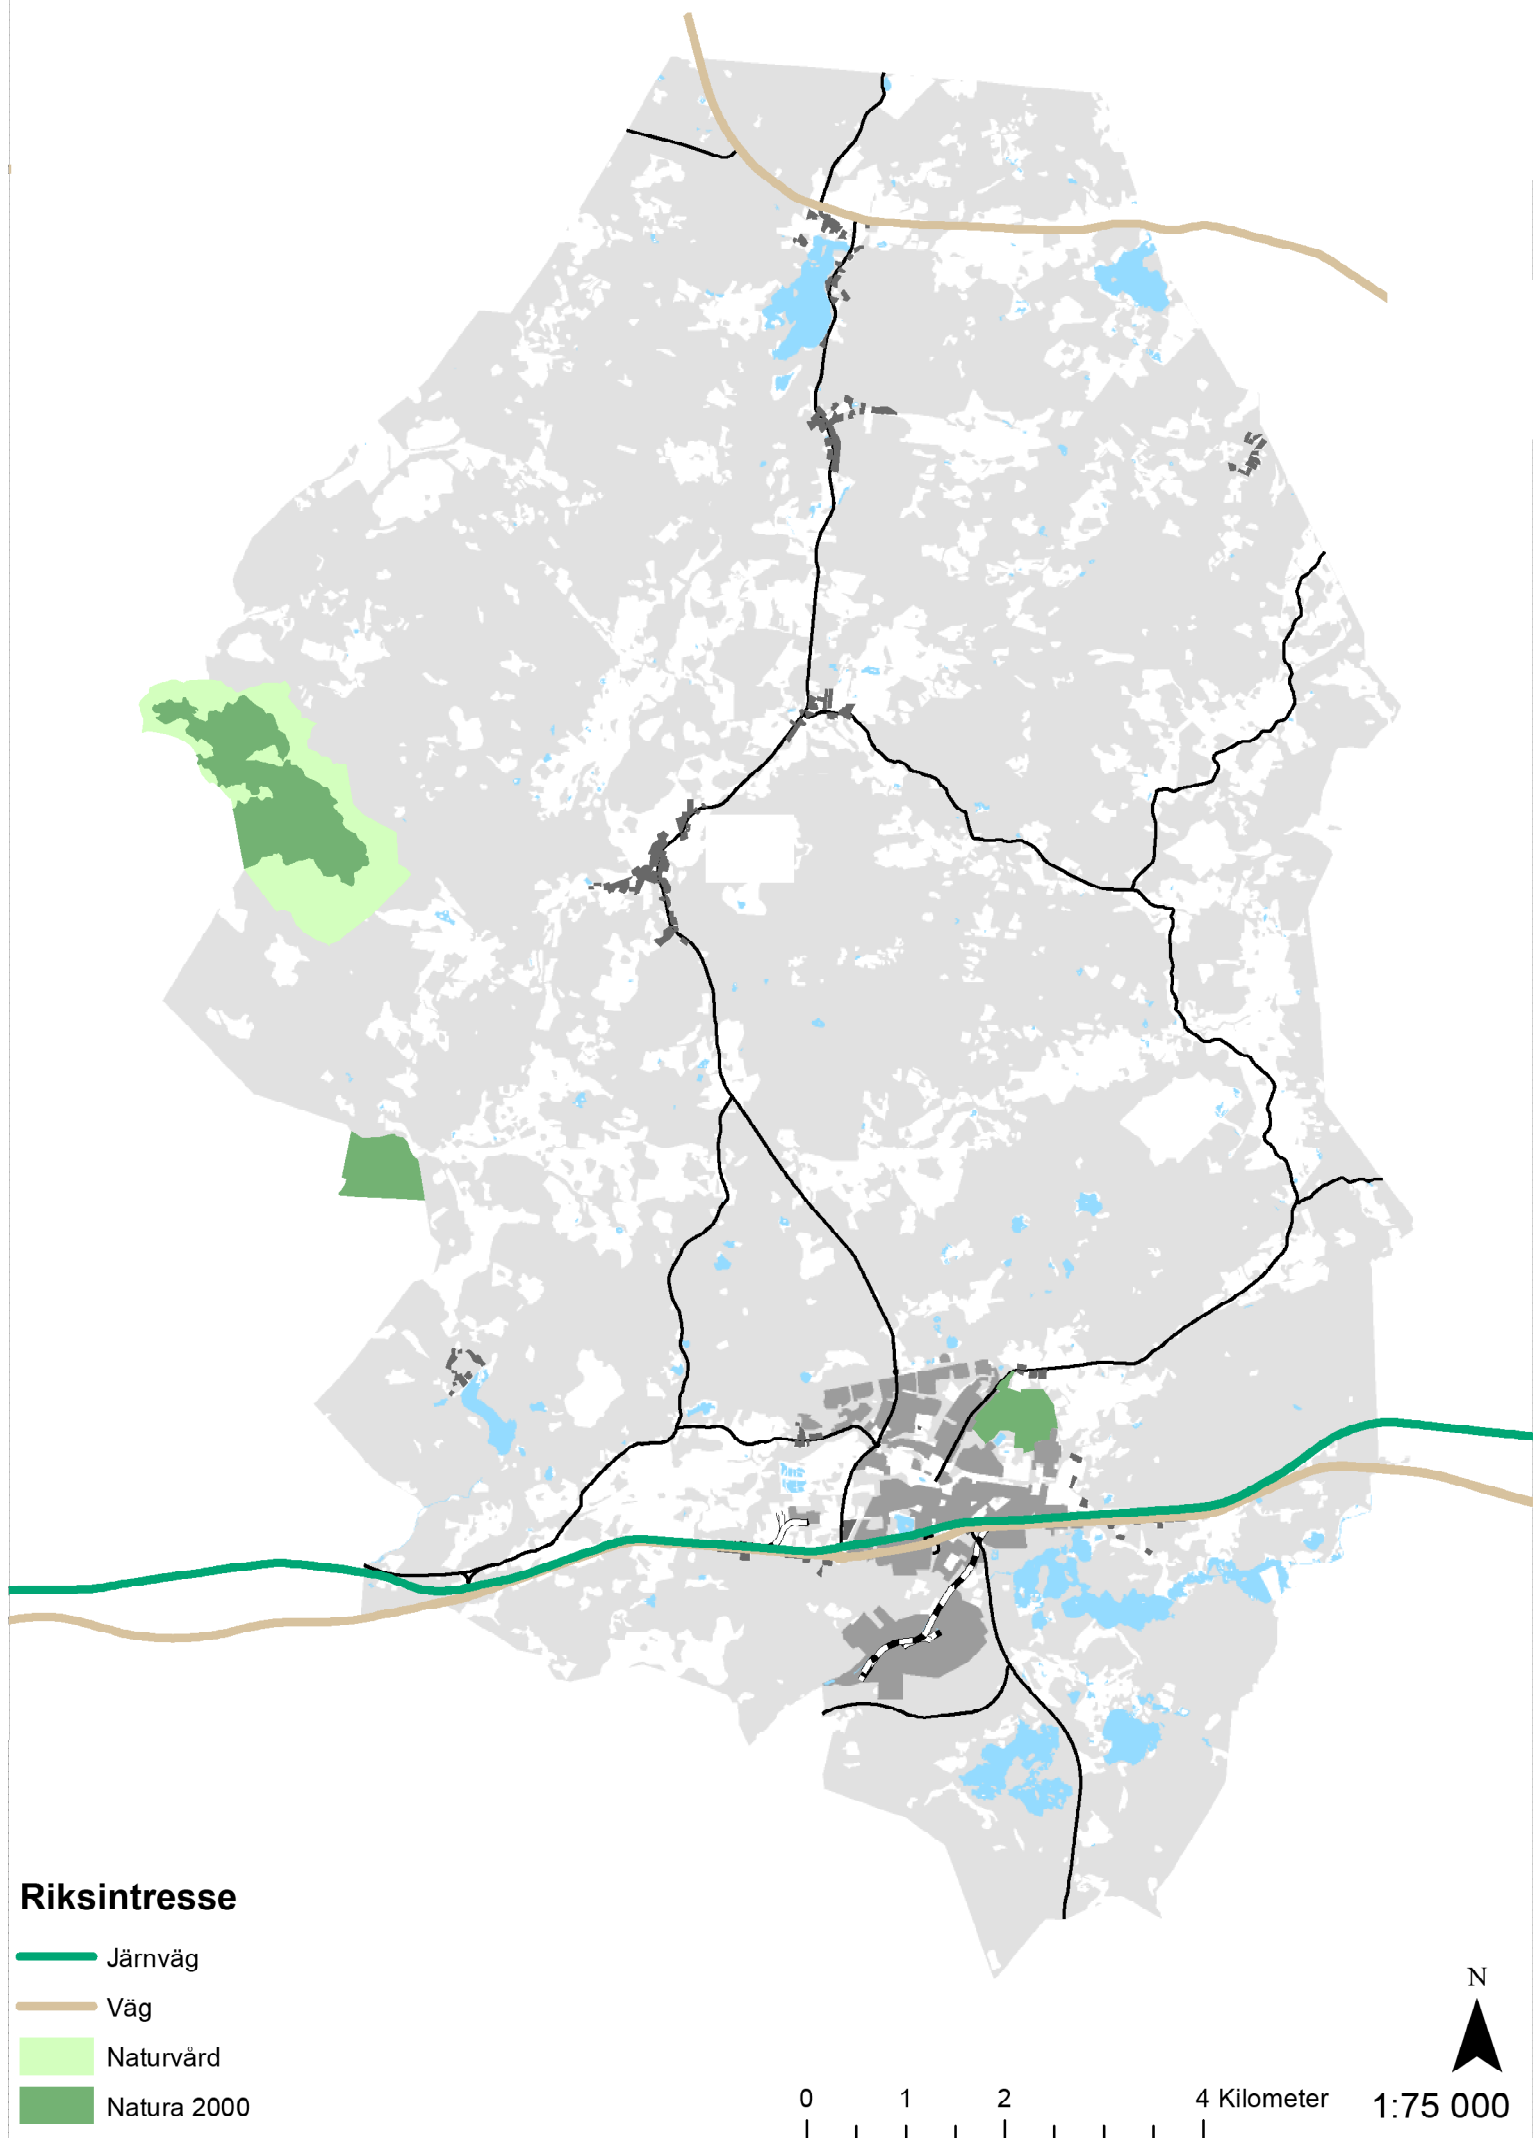 Riksintresse
Järnväg
Väg
Naturvård
Natura 2000
N
0 1 2 4 Kilometer
1:75 000